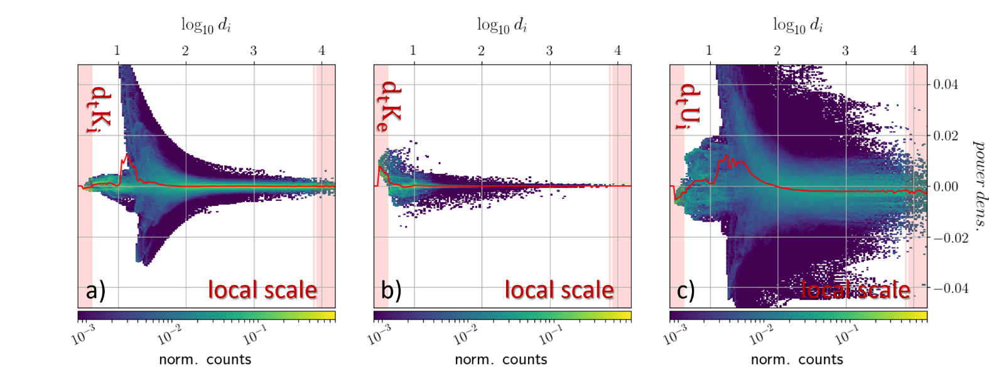 log₁₀ dᵢ
log₁₀ dᵢ
log₁₀ dᵢ
1 2 3 4
1 2 3 4
1 2 3 4
dₜKᵢ
dₜKₑ
dₜUᵢ
0.04
0.02
0.00
−0.02
−0.04
power dens.
a) local scale
b) local scale
c) local scale
10⁻³ 10⁻² 10⁻¹
10⁻³ 10⁻² 10⁻¹
10⁻³ 10⁻² 10⁻¹
norm. counts
norm. counts
norm. counts